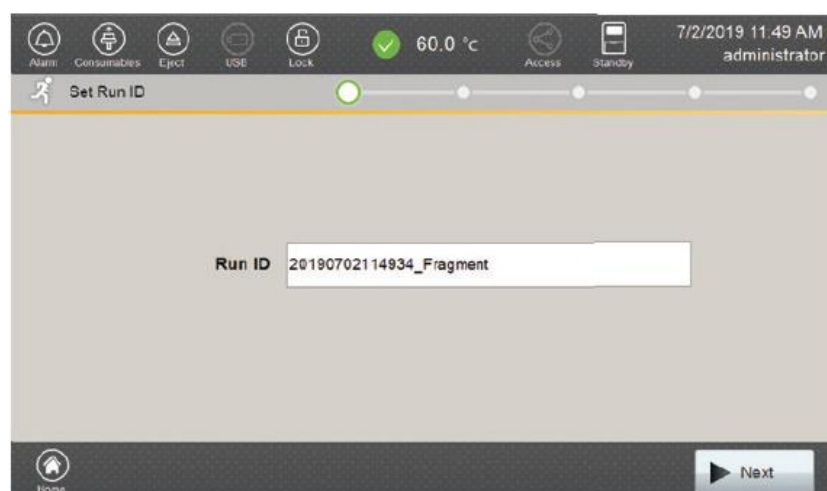 7/2/2019 11:49 AM
60.0 °c
administrator
Alarm Consumables Eject USB Lock Access Standby
Set Run ID
Run ID 20190702114934_Fragment
Next
Home